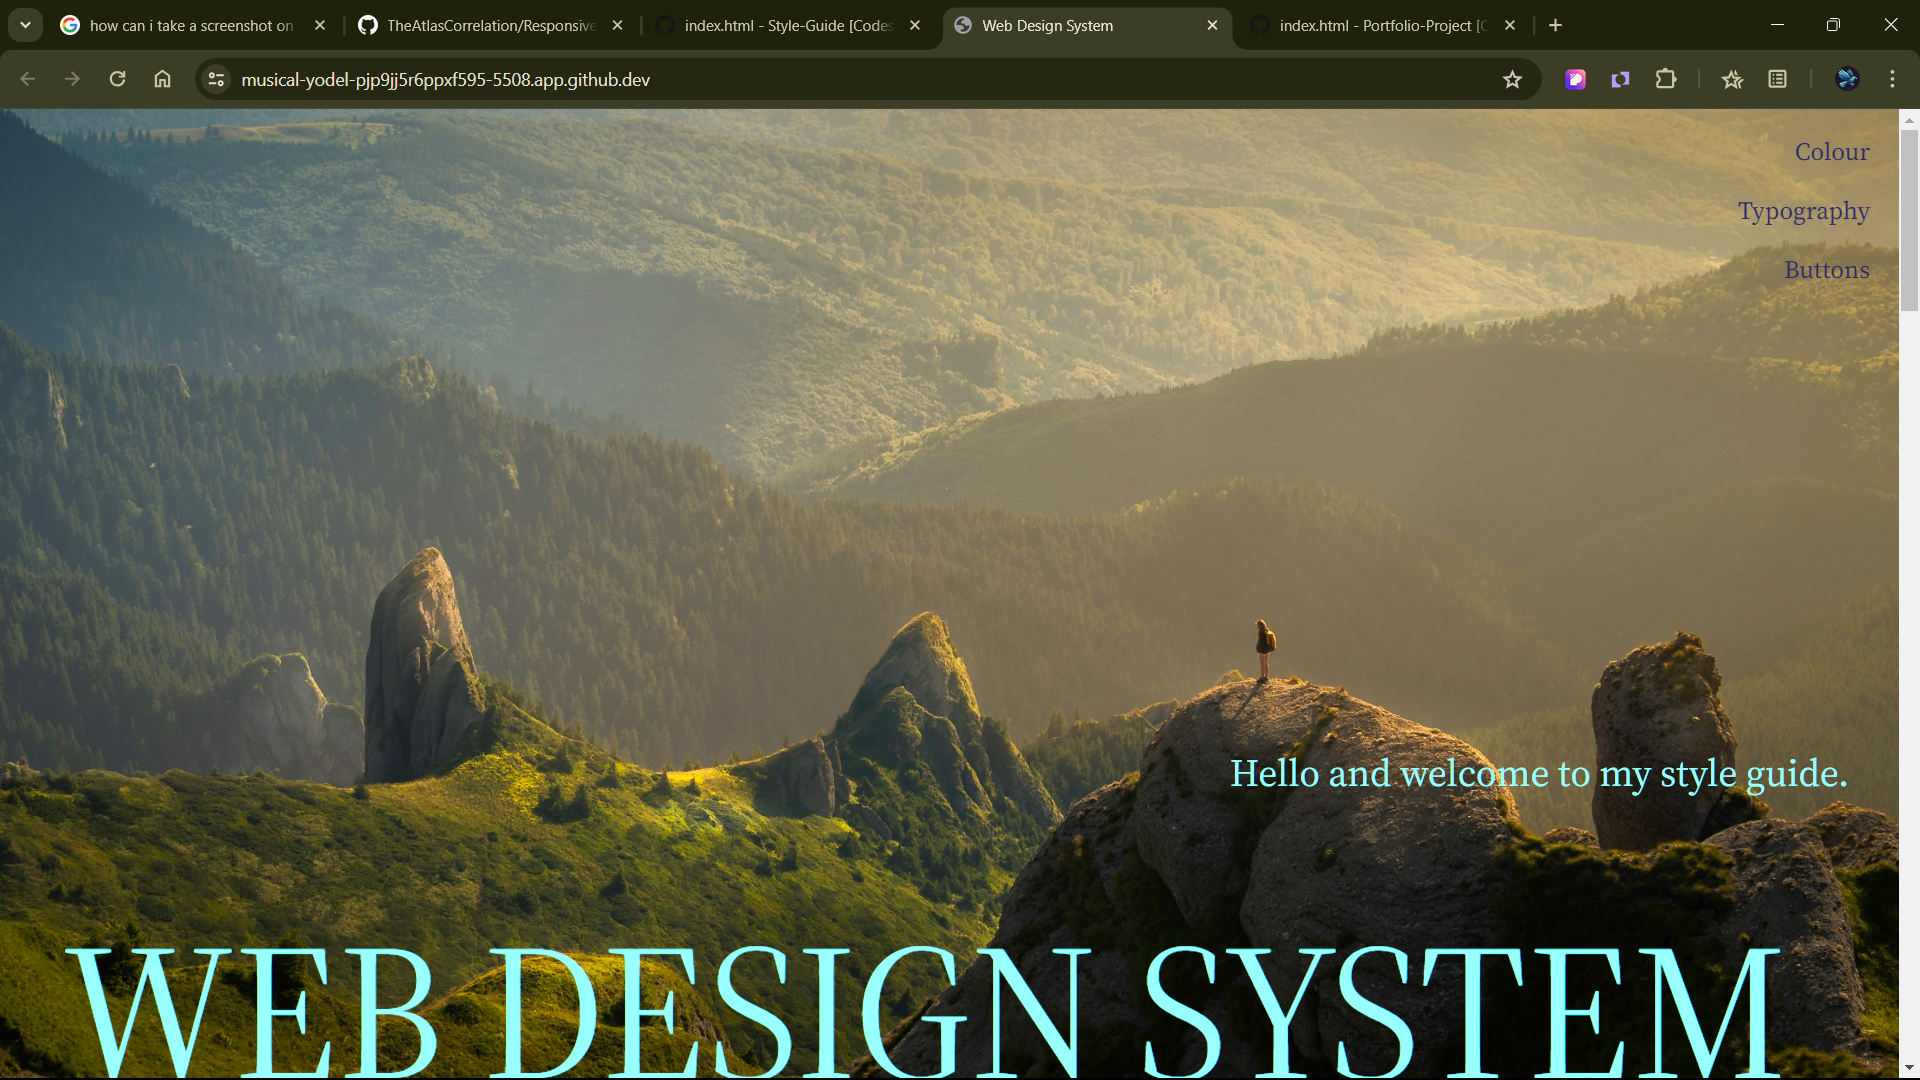 how can i take a screenshot on
TheAtlasCorrelation/Responsive
index.html - Style-Guide [Codes
Web Design System
index.html - Portfolio-Project [C
musical-yodel-pjp9jj5r6ppxf595-5508.app.github.dev
Colour
Typography
Buttons
Hello and welcome to my style guide.
WEB DESIGN SYSTEM